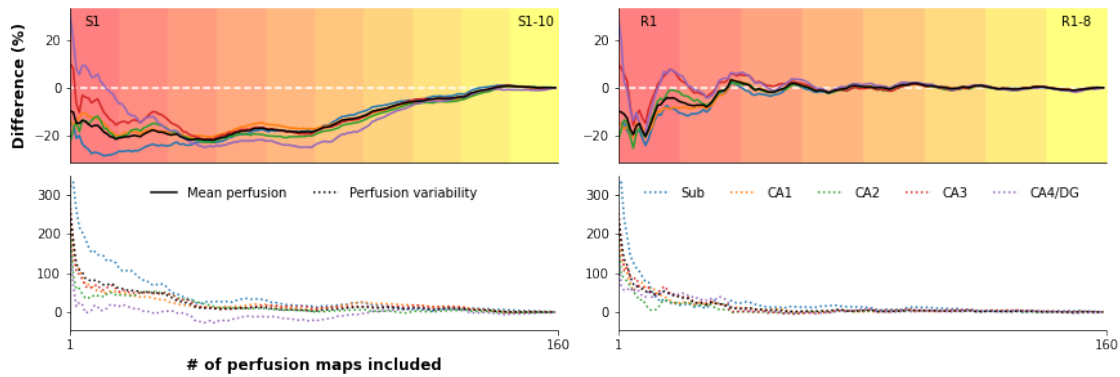 S1
S1-10
R1
R1-8
Difference (%)
20
0
−20
20
0
−20
300
200
100
0
Mean perfusion
Perfusion variability
300
200
100
0
Sub
CA1
CA2
CA3
CA4/DG
1
160
1
160
# of perfusion maps included